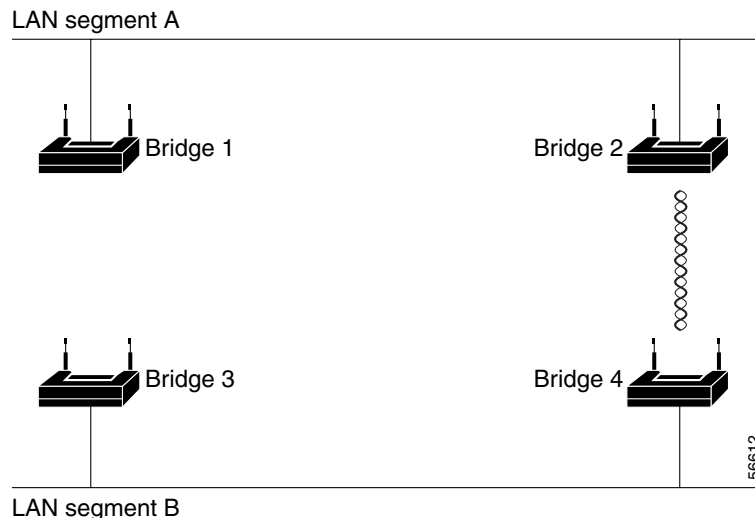 LAN segment A
Bridge 1
Bridge 2
Bridge 3
Bridge 4
56612
LAN segment B